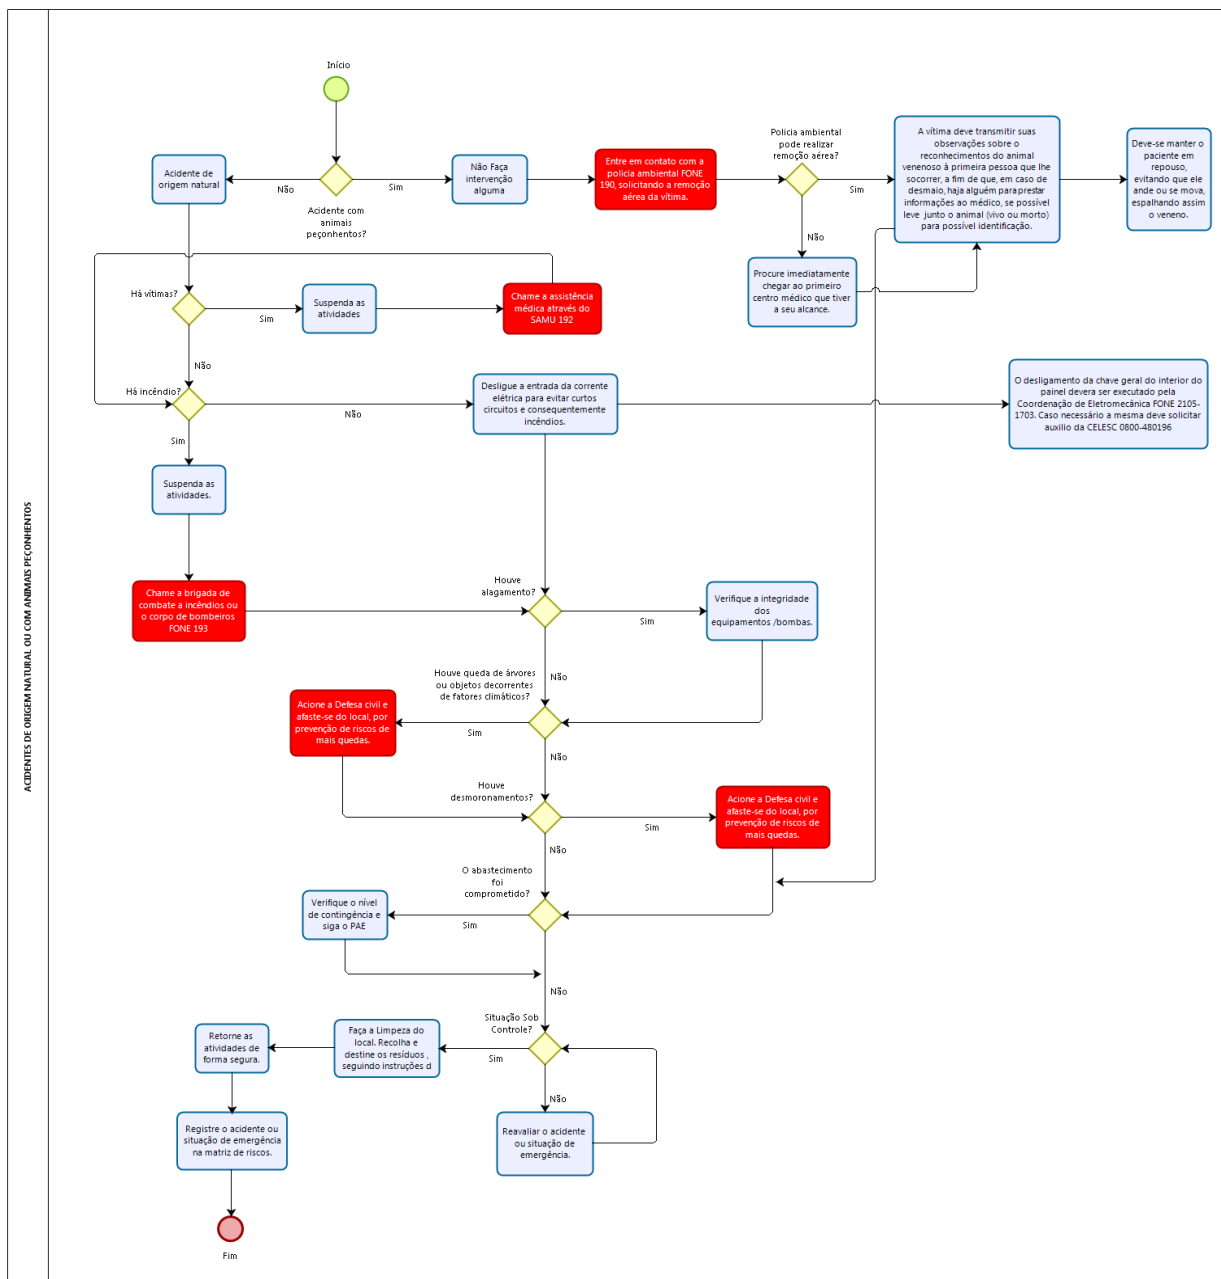 ACIDENTES DE ORIGEM NATURAL OU COM ANIMAIS PEÇONHENTOS
Início
Acidente de
origem natural
Não
Sim
Acidente com
animais
peçonhentos?
Não Faça
intervenção
alguma
Entre em contato com a
policia ambiental FONE
190, solicitando a remoção
aérea da vítima.
Policia ambiental
pode realizar
remoção aérea?
Sim
Não
A vítima deve transmitir suas
observações sobre o
reconhecimentos do animal
venenoso à primeira pessoa que lhe
socorrer, a fim de que, em caso de
desmaio, haja alguém para prestar
informações ao médico, se possível
leve junto o animal (vivo ou morto)
para possível identificação.
Deve-se manter o
paciente em
repouso,
evitando que ele
ande ou se mova,
espalhando assim
o veneno.
Procure imediatamente
chegar ao primeiro
centro médico que tiver
a seu alcance.
Há vítimas?
Sim
Suspenda as
atividades
Chame a assistência
médica através do
SAMU 192
Não
Há incêndio?
Não
Sim
Desligue a entrada da corrente
elétrica para evitar curtos
circuitos e consequentemente
incêndios.
O desligamento da chave geral do interior do
painel devera ser executado pela
Coordenação de Eletromecânica FONE 2105-
1703. Caso necessário a mesma deve solicitar
auxilio da CELESC 0800-480196
Suspenda as
atividades.
Chame a brigada de
combate a incêndios ou
o corpo de bombeiros
FONE 193
Houve
alagamento?
Sim
Verifique a integridade
dos
equipamentos /bombas.
Não
Houve queda de árvores
ou objetos decorrentes
de fatores climáticos?
Sim
Acione a Defesa civil e
afaste-se do local, por
prevenção de riscos de
mais quedas.
Não
Houve
desmoronamentos?
Sim
Acione a Defesa civil e
afaste-se do local, por
prevenção de riscos de
mais quedas.
Não
O abastecimento
foi
comprometido?
Sim
Verifique o nível
de contingência e
siga o PAE
Não
Situação Sob
Controle?
Sim
Faça a Limpeza do
local. Recolha e
destine os resíduos ,
seguindo instruções d
Retorne as
atividades de
forma segura.
Não
Reavaliar o acidente
ou situação de
emergência.
Registre o acidente ou
situação de emergência
na matriz de riscos.
Fim